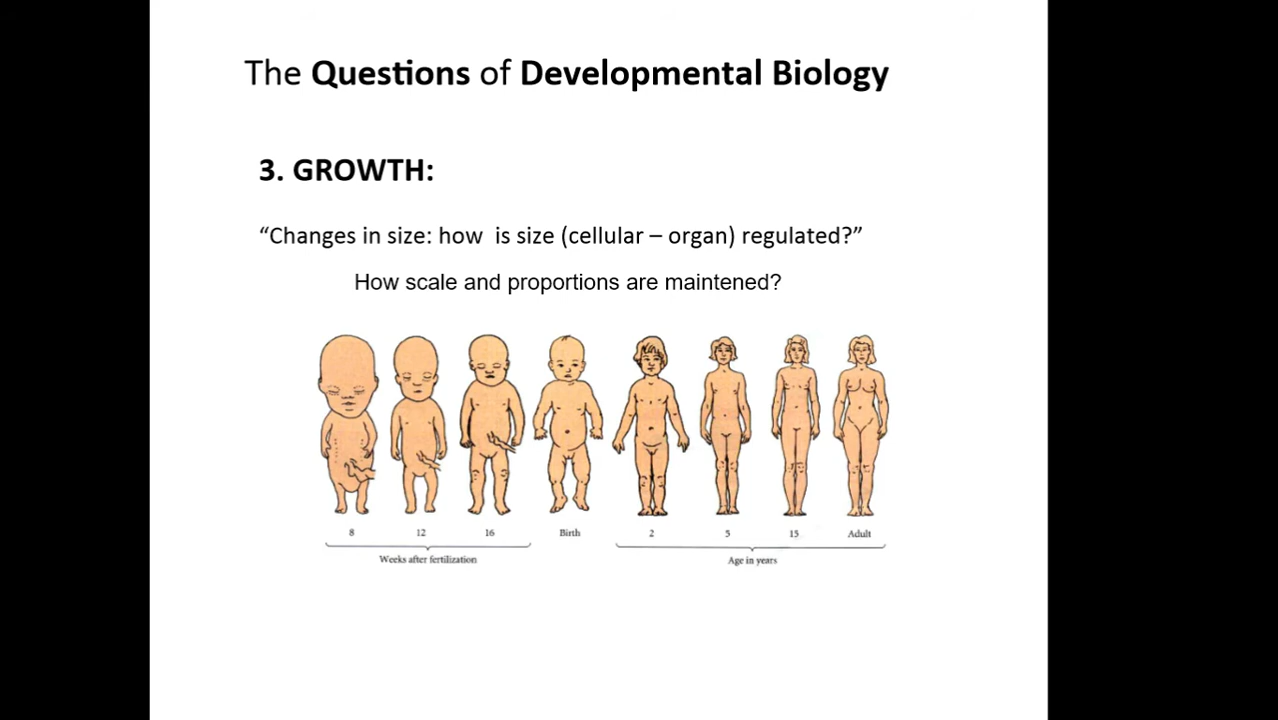 The Questions of Developmental Biology
3. GROWTH:
“Changes in size: how is size (cellular – organ) regulated?”
How scale and proportions are maintened?
8 12 16 Birth 2 5 15 Adult
Weeks after fertilization Age in years